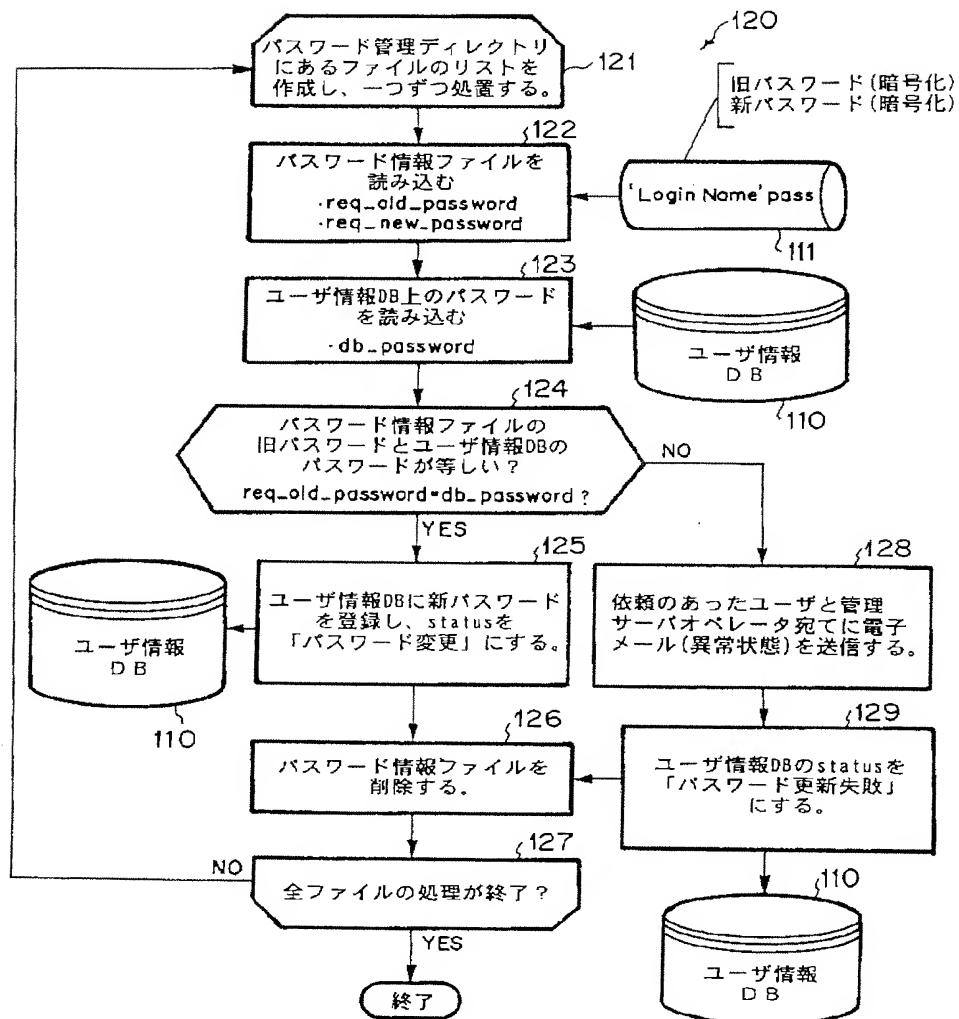 120
パスワード管理ディレクトリ
にあるファイルのリストを
作成し、一つずつ処置する。
121
旧パスワード(暗号化)
新パスワード(暗号化)
122
パスワード情報ファイルを
読み込む
・req_old_password
・req_new_password
'Login Name'pass
111
123
ユーザ情報DB上のパスワード
を読み込む
・db_password
ユーザ情報
DB
110
124
パスワード情報ファイルの
旧パスワードとユーザ情報DBの
パスワードが等しい?
req_old_password=db_password?
NO
YES
125
ユーザ情報DBに新パスワード
を登録し、statusを
「パスワード変更」にする。
ユーザ情報
DB
110
128
依頼のあったユーザと管理
サーバオペレータ宛てに電子
メール(異常状態)を送信する。
126
パスワード情報ファイルを
削除する。
129
ユーザ情報DBのstatusを
「パスワード更新失敗」
にする。
127
全ファイルの処理が終了?
NO
YES
110
ユーザ情報
DB
終了